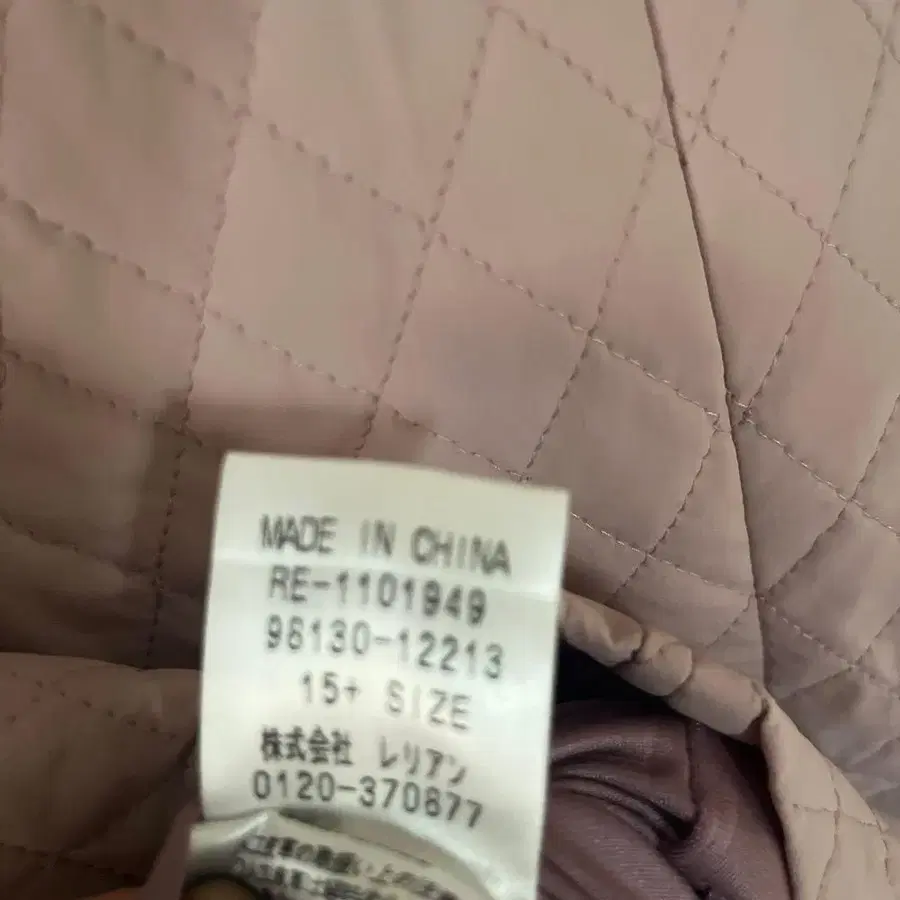 MADE IN CHINA
RE-1101949
96130-12213
15+ SIZE
株式会社 レリアン
0120-370877